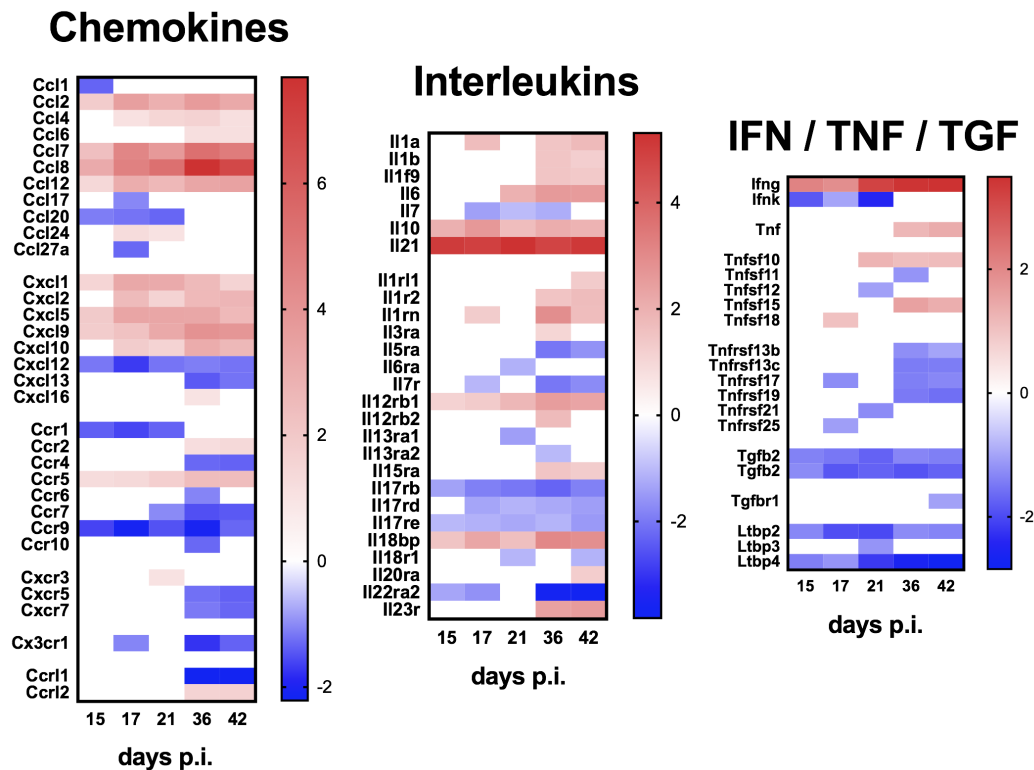 Chemokines
Ccl1
Ccl2
Ccl4
Ccl6
Ccl7
Ccl8
Ccl12
Ccl17
Ccl20
Ccl24
Ccl27a
Cxcl1
Cxcl2
Cxcl5
Cxcl9
Cxcl10
Cxcl12
Cxcl13
Cxcl16
Ccr1
Ccr2
Ccr4
Ccr5
Ccr6
Ccr7
Ccr9
Ccr10
Cxcr3
Cxcr5
Cxcr7
Cx3cr1
Ccrl1
Ccrl2
15 17 21 36 42
days p.i.
6
4
2
0
-2
Interleukins
Il1a
Il1b
Il1f9
Il6
Il7
Il10
Il21
Il1rl1
Il1r2
Il1rn
Il3ra
Il5ra
Il6ra
Il7r
Il12rb1
Il12rb2
Il13ra1
Il13ra2
Il15ra
Il17rb
Il17rd
Il17re
Il18bp
Il18r1
Il20ra
Il22ra2
Il23r
15 17 21 36 42
days p.i.
4
2
0
-2
IFN / TNF / TGF
Ifng
Ifnk
Tnf
Tnfsf10
Tnfsf11
Tnfsf12
Tnfsf15
Tnfsf18
Tnfrsf13b
Tnfrsf13c
Tnfrsf17
Tnfrsf19
Tnfrsf21
Tnfrsf25
Tgfb2
Tgfb2
Tgfbr1
Ltbp2
Ltbp3
Ltbp4
15 17 21 36 42
days p.i.
2
0
-2